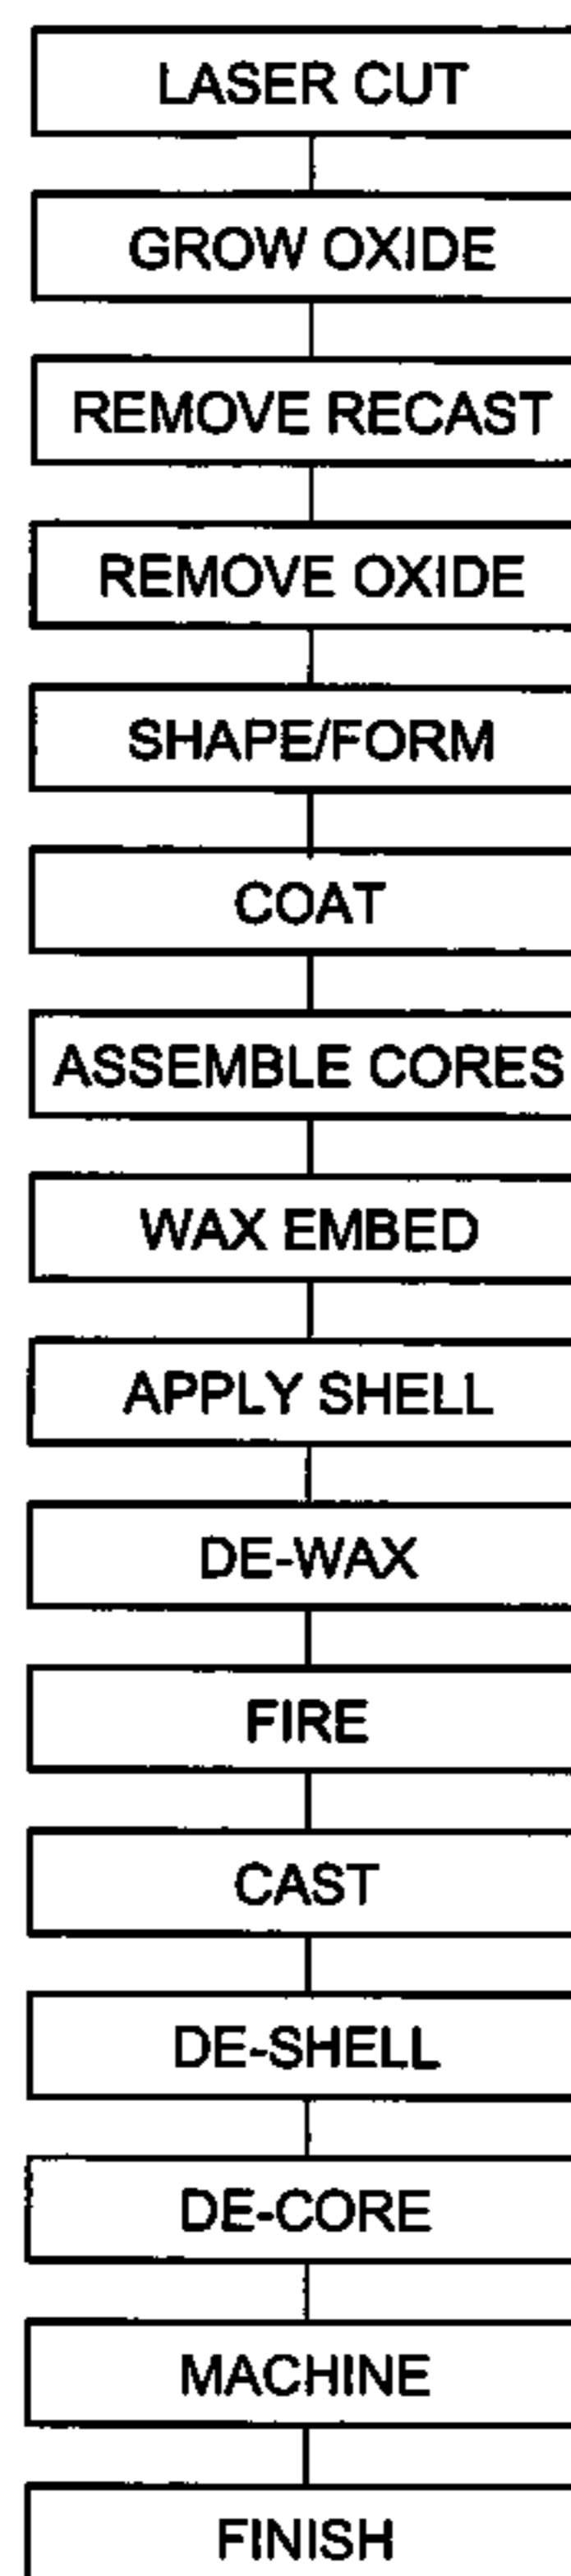 LASER CUT
GROW OXIDE
REMOVE RECAST
REMOVE OXIDE
SHAPE/FORM
COAT
ASSEMBLE CORES
WAX EMBED
APPLY SHELL
DE-WAX
FIRE
CAST
DE-SHELL
DE-CORE
MACHINE
FINISH